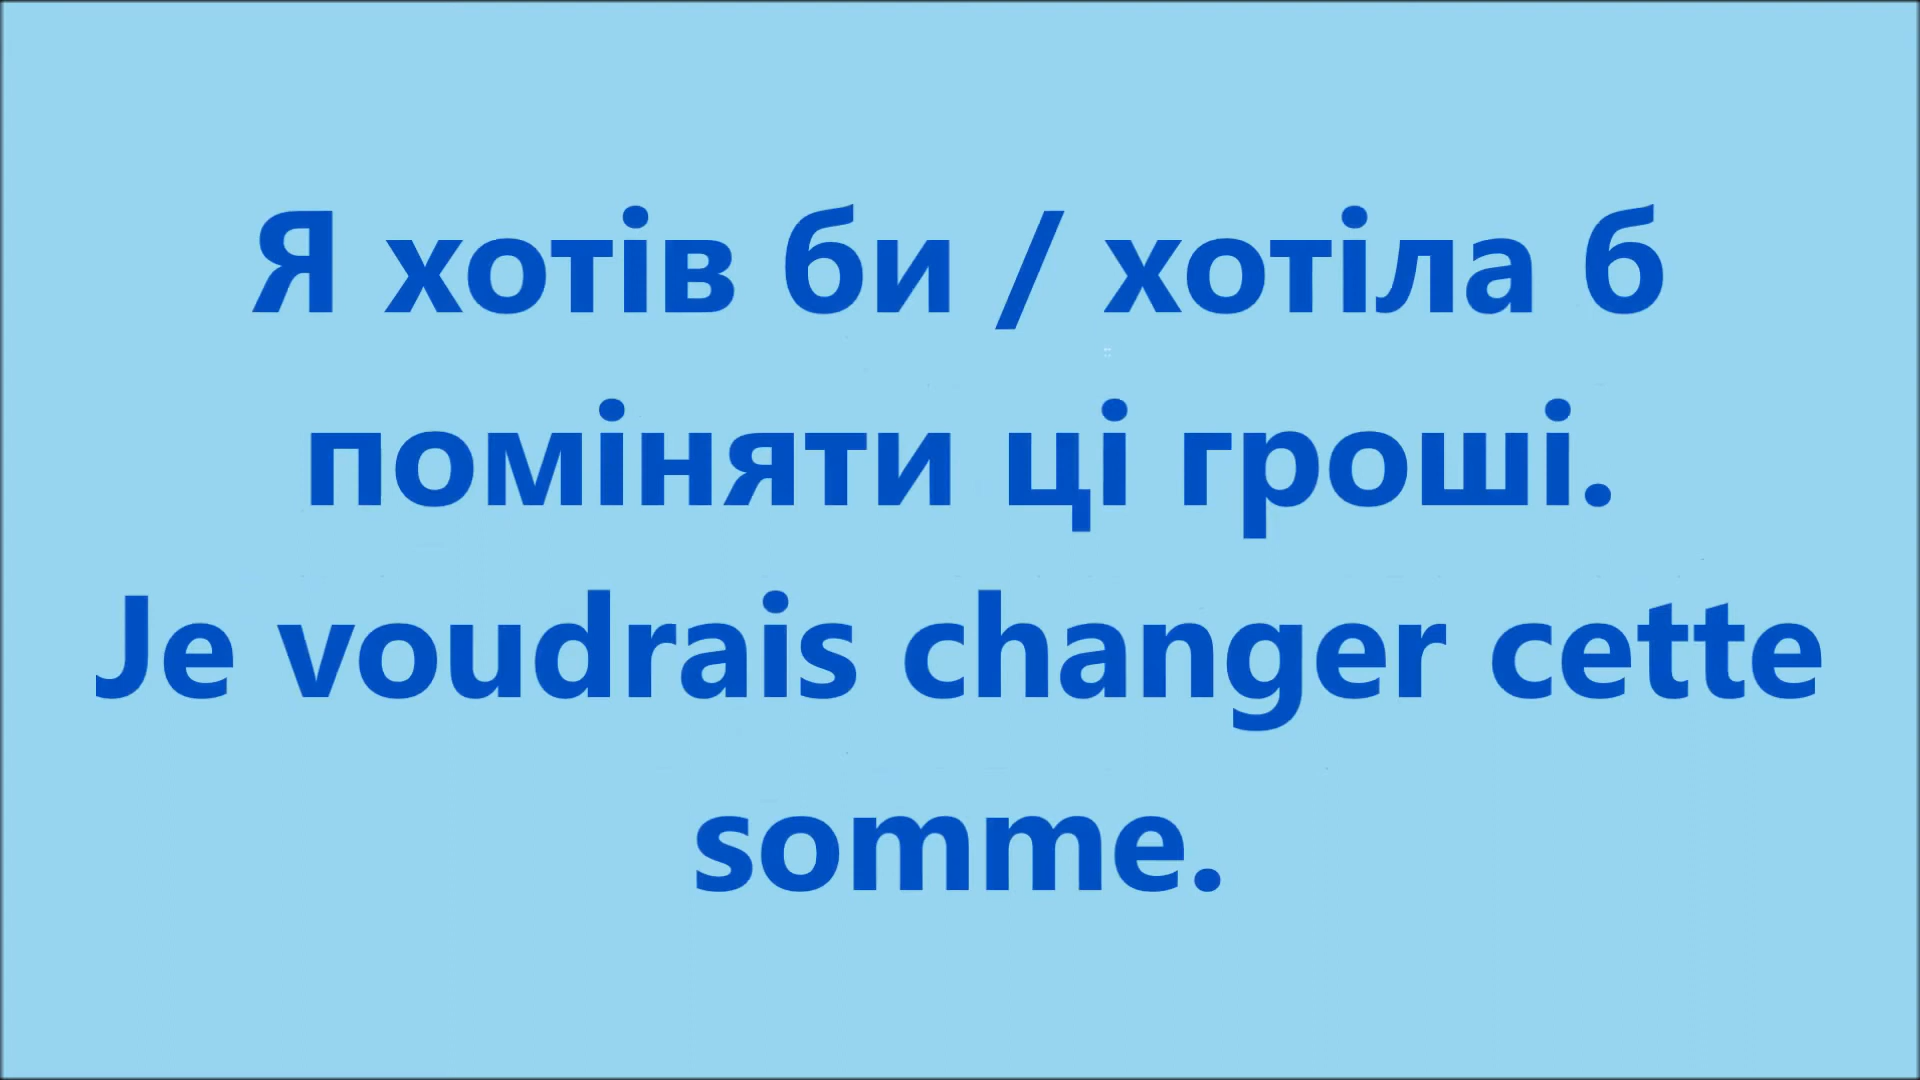 Я хотів би / хотіла б
поміняти ці гроші.
Je voudrais changer cette
somme.